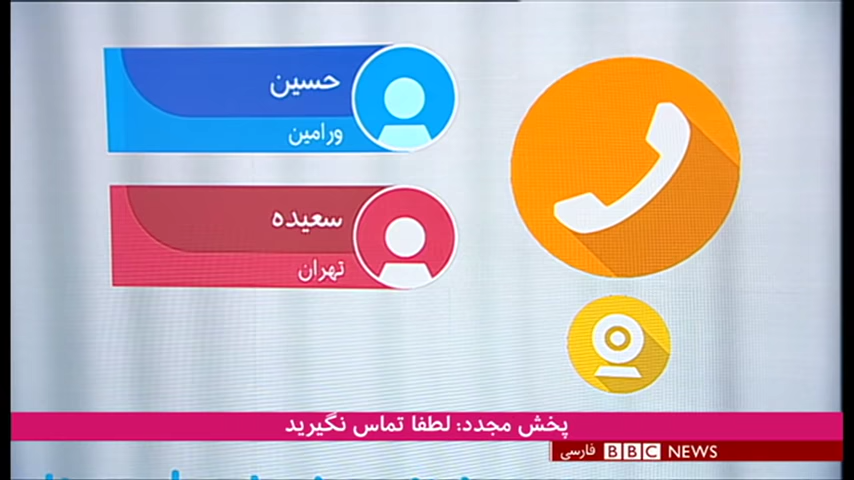 حسین
ورامین
سعیده
تهران
پخش مجدد: لطفا تماس نگیرید
BBC NEWS فارسی